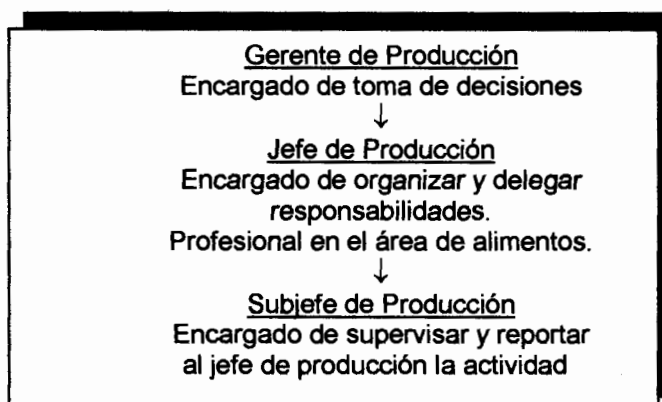 Gerente de Producción
Encargado de toma de decisiones
↓
Jefe de Producción
Encargado de organizar y delegar
responsabilidades.
Profesional en el área de alimentos.
↓
Subjefe de Producción
Encargado de supervisar y reportar
al jefe de producción la actividad